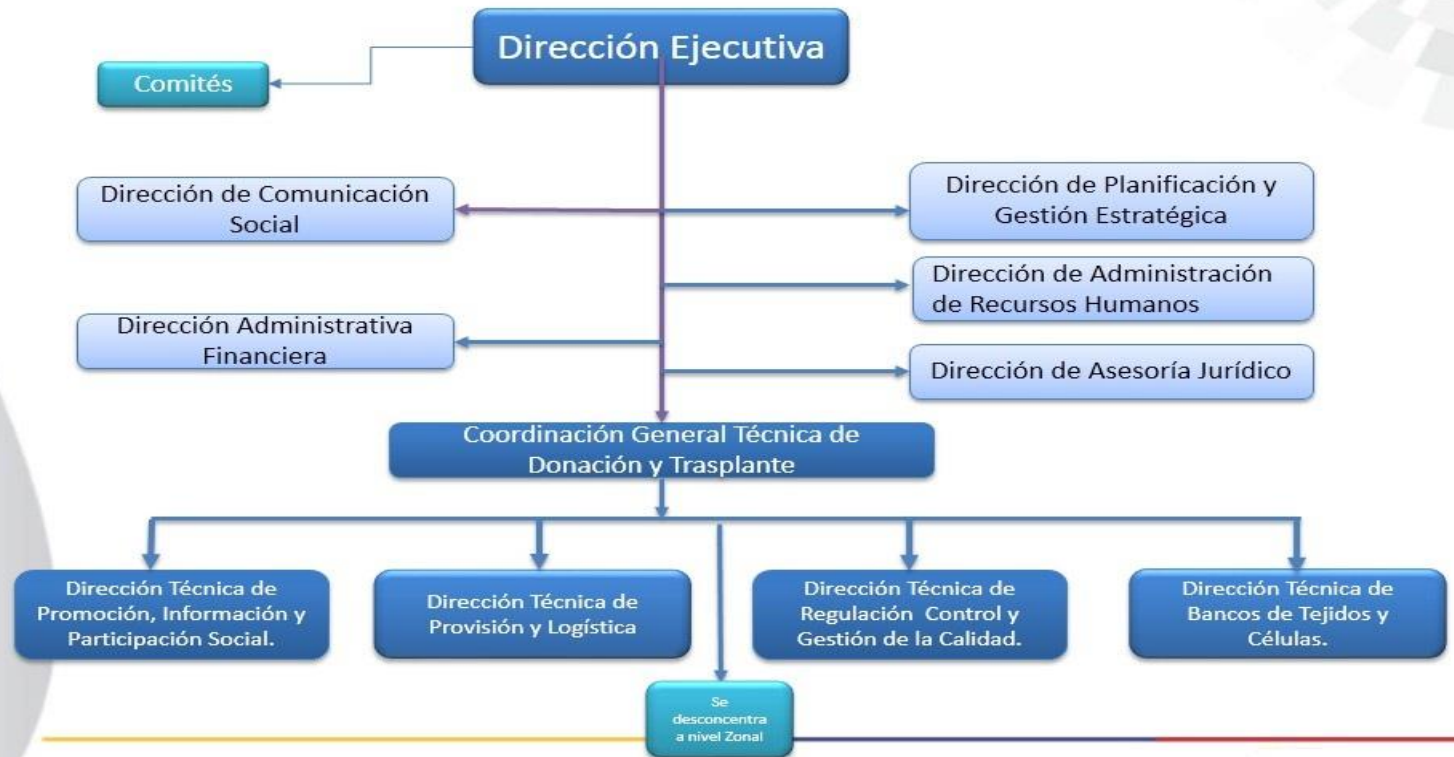 Dirección Ejecutiva
Comités
Dirección de Comunicación
Social
Dirección de Planificación y
Gestión Estratégica
Dirección de Administración
de Recursos Humanos
Dirección Administrativa
Financiera
Dirección de Asesoría Jurídico
Coordinación General Técnica de
Donación y Trasplante
Dirección Técnica de
Promoción, Información y
Participación Social.
Dirección Técnica de
Provisión y Logística
Dirección Técnica de
Regulación Control y
Gestión de la Calidad.
Dirección Técnica de
Bancos de Tejidos y
Células.
Se
desconcentra
a nivel Zonal